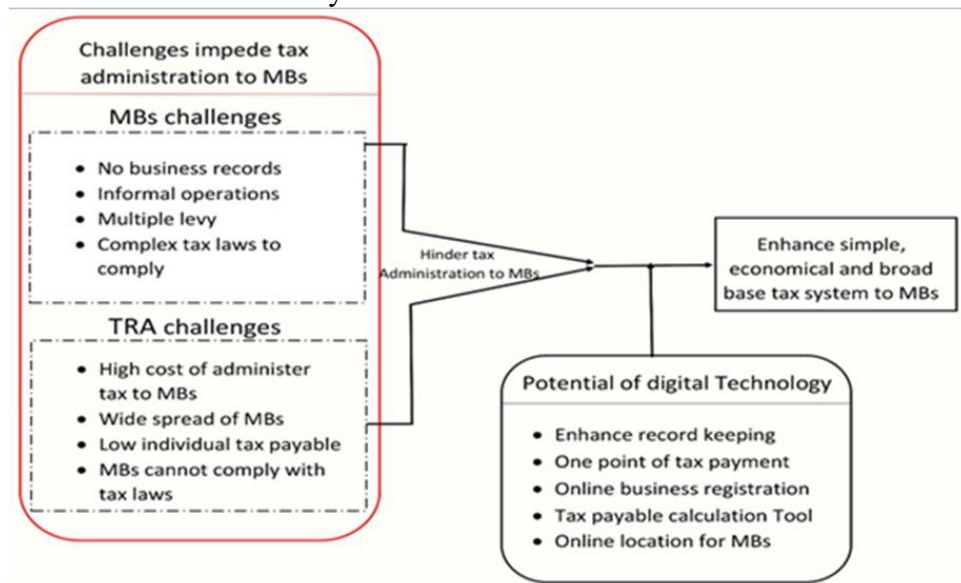 Challenges impede tax
administration to MBs
MBs challenges
• No business records
• Informal operations
• Multiple levy
• Complex tax laws to
comply
TRA challenges
• High cost of administer
tax to MBs
• Wide spread of MBs
• Low individual tax payable
• MBs cannot comply with
tax laws
Hinder tax
Administration to MBs
Enhance simple,
economical and broad
base tax system to MBs
Potential of digital Technology
• Enhance record keeping
• One point of tax payment
• Online business registration
• Tax payable calculation Tool
• Online location for MBs